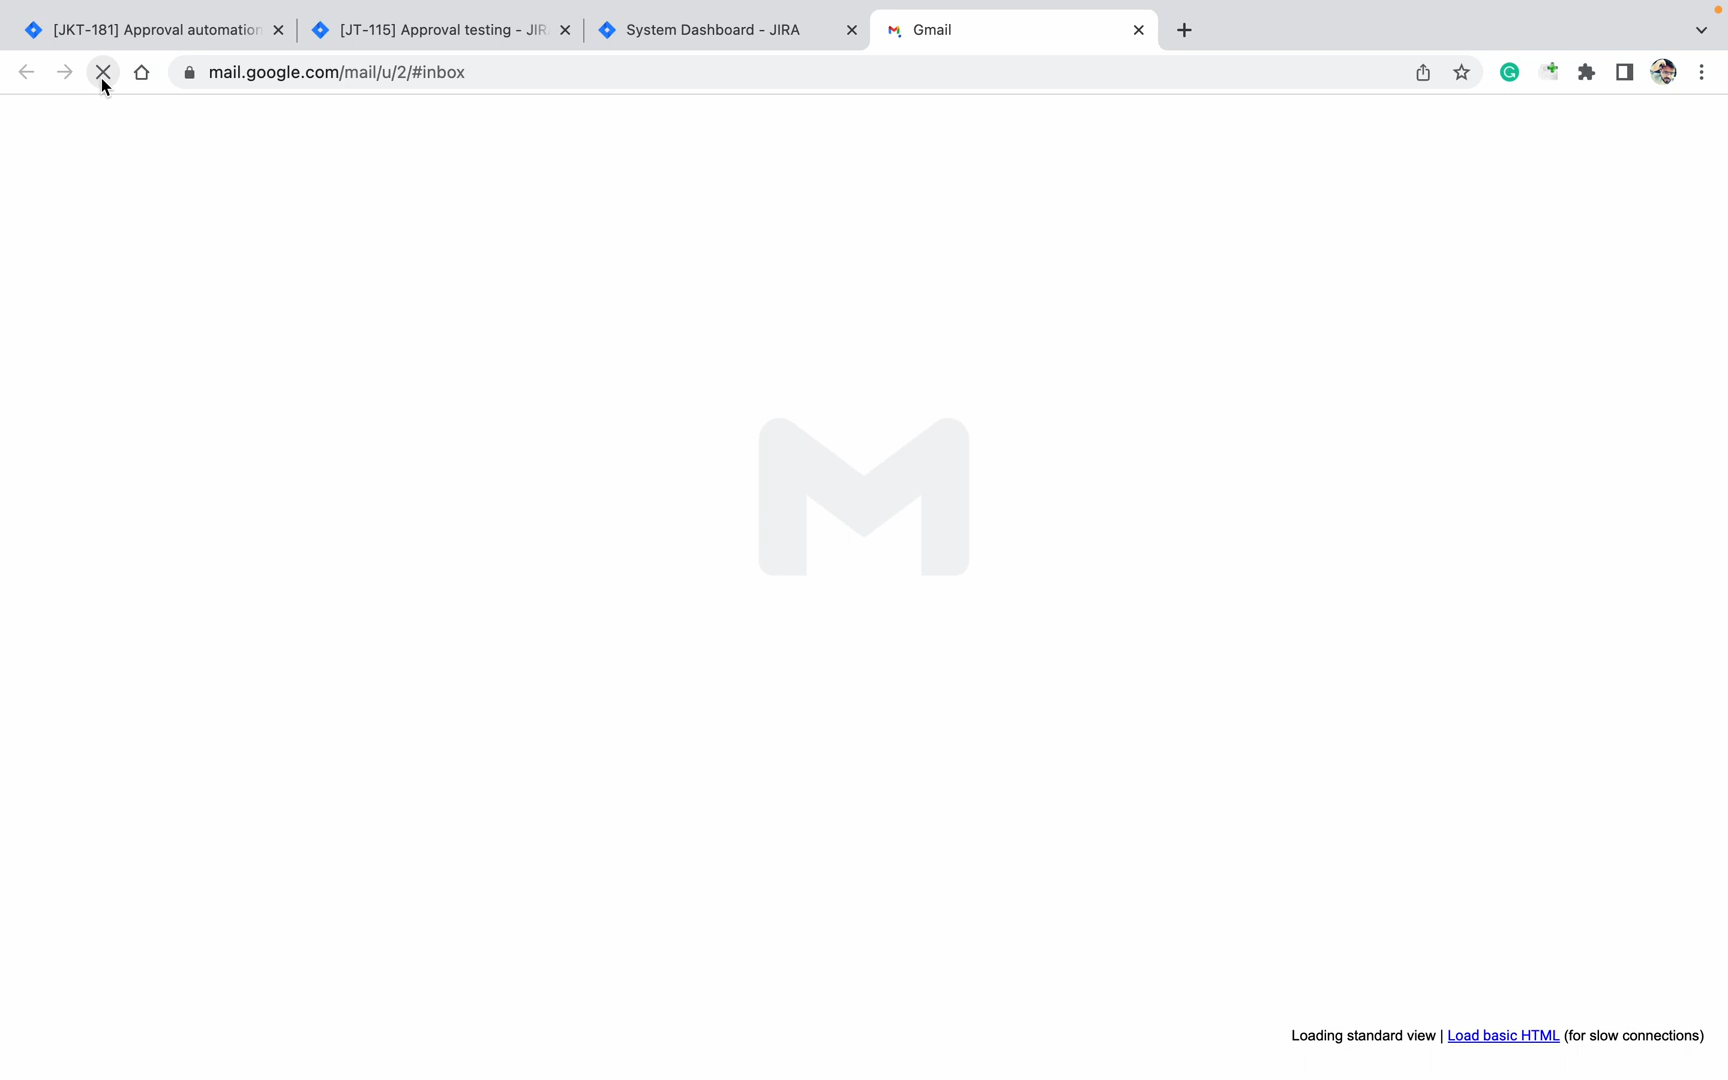 [JKT-181] Approval automation
[JT-115] Approval testing - JIR
System Dashboard - JIRA
Gmail
mail.google.com/mail/u/2/#inbox
Loading standard view | Load basic HTML (for slow connections)